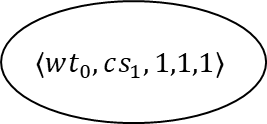 ⟨wt₀, cs₁, 1,1,1⟩